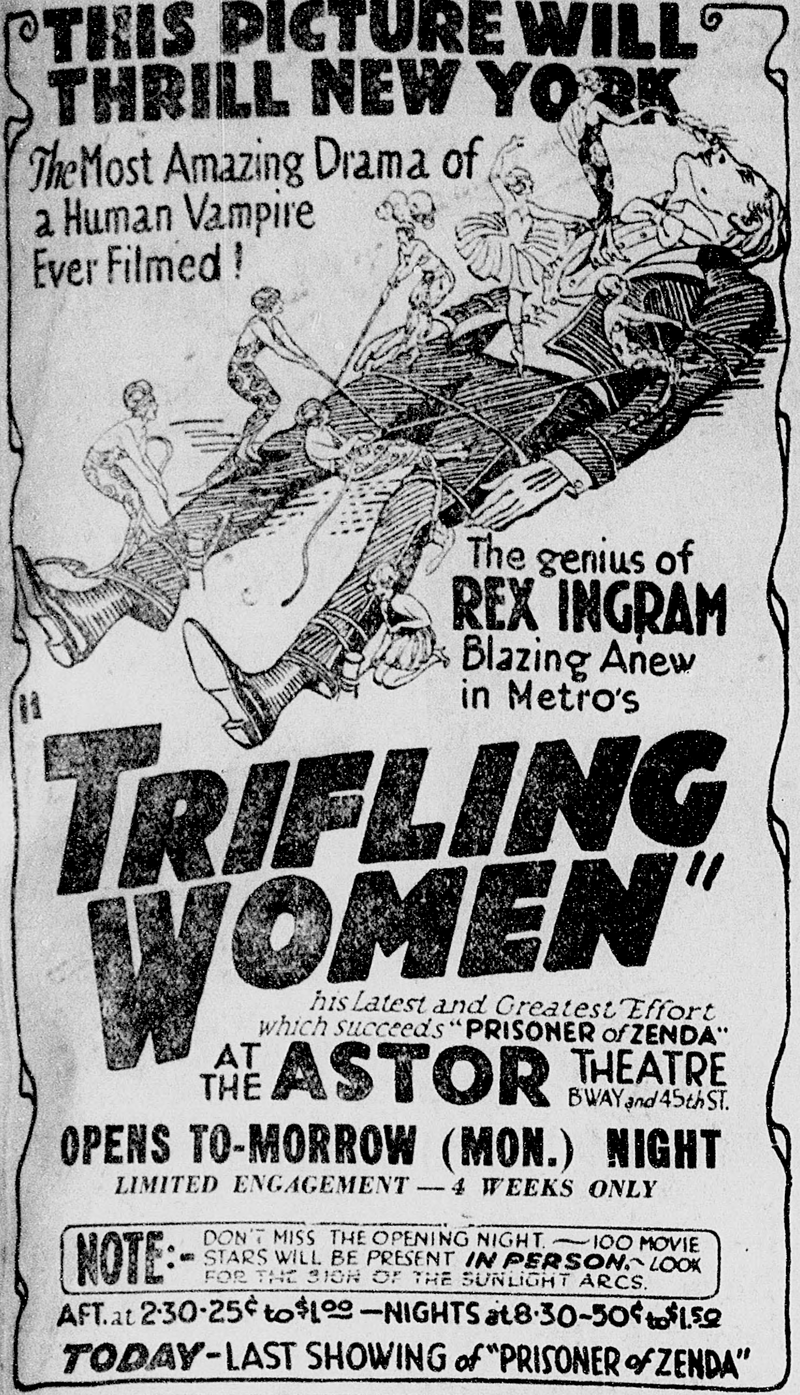 THIS PICTURE WILL
THRILL NEW YORK
The Most Amazing Drama of
a Human Vampire
Ever Filmed!
The genius of
REX INGRAM
Blazing Anew
in Metro's
"TRIFLING
WOMEN"
his Latest and Greatest Effort
which succeeds "PRISONER of ZENDA"
AT THE ASTOR THEATRE
B'WAY and 45th ST.
OPENS TO-MORROW (MON.) NIGHT
LIMITED ENGAGEMENT — 4 WEEKS ONLY
NOTE:- DON'T MISS THE OPENING NIGHT. — 100 MOVIE
STARS WILL BE PRESENT IN PERSON. ~ LOOK
FOR THE SIGN OF THE SUNLIGHT ARCS.
AFT. at 2·30·25¢ to $1.00 — NIGHTS at 8·30-50¢ to $1.50
TODAY - LAST SHOWING of "PRISONER of ZENDA"